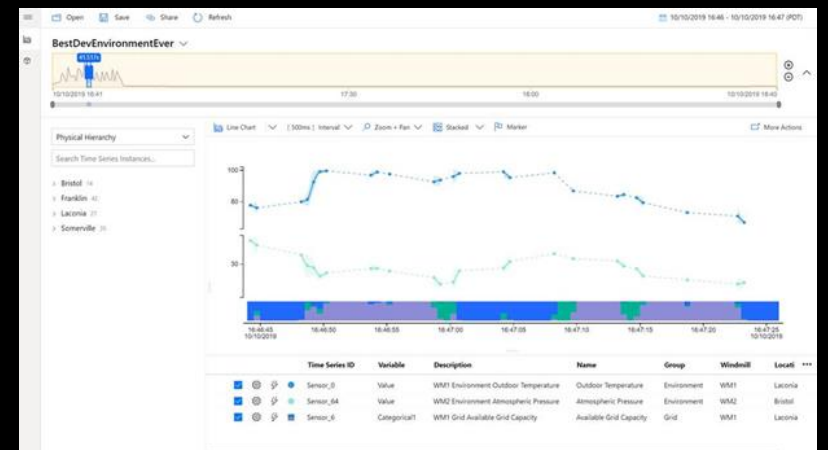 Open Save Share Refresh 10/10/2019 16:46 - 10/10/2019 16:47 (PDT)
BestDevEnvironmentEver
10/10/2019 16:41 17:30 18:00 10/10/2019 18:40
Physical Hierarchy
Line Chart [500ms] Interval Zoom + Pan Stacked Marker More Actions
Search Time Series Instances...
Bristol 14
Franklin 42
Laconia 21
Somerville
100
80
30
16:46:45 16:46:50 16:46:55 16:47:00 16:47:05 16:47:10 16:47:15 16:47:20 16:47:25
10/10/2019 10/10/2019
Time Series ID Variable Description Name Group Windmill Locati
Sensor_0 Value WM1 Environment Outdoor Temperature Outdoor Temperature Environment WM1 Laconia
Sensor_64 Value WM2 Environment Atmospheric Pressure Atmospheric Pressure Environment WM2 Bristol
Sensor_6 Categorical1 WM1 Grid Available Grid Capacity Available Grid Capacity Grid WM1 Laconia